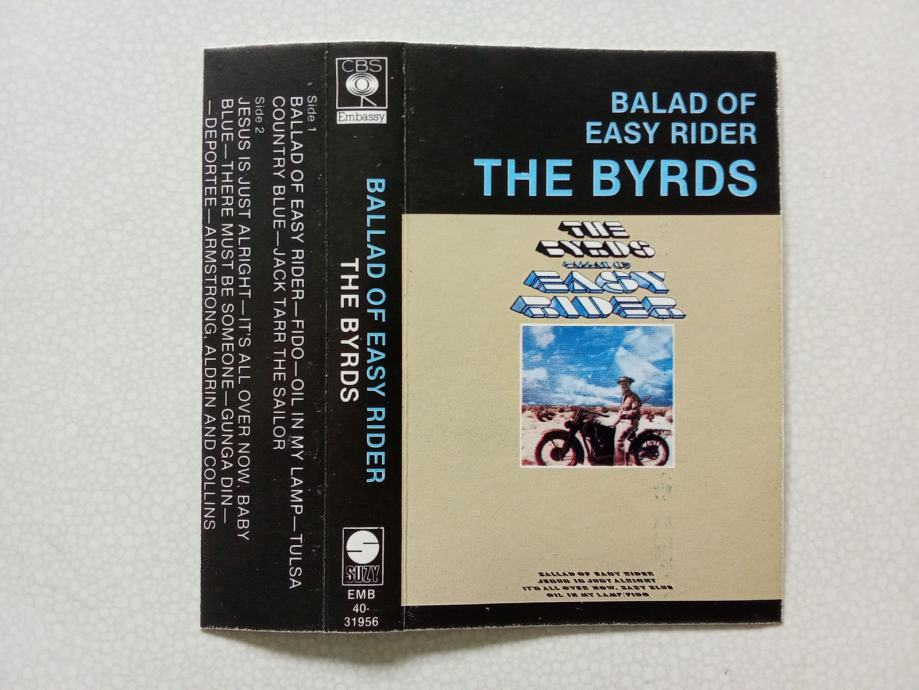 Side 1
BALLAD OF EASY RIDER—FIDO—OIL IN MY LAMP—TULSA
COUNTRY BLUE—JACK TARR THE SAILOR
Side 2
JESUS IS JUST ALRIGHT—IT'S ALL OVER NOW, BABY
BLUE—THERE MUST BE SOMEONE—GUNGA DIN—
—DEPORTEE—ARMSTRONG, ALDRIN AND COLLINS
CBS
Embassy
BALLAD OF EASY RIDER
THE BYRDS
SUZY
EMB
40-
31956
BALAD OF
EASY RIDER
THE BYRDS
THE
BYRDS
BALLAD OF
EASY
RIDER
BALLAD OF EASY RIDER
JESUS IS JUST ALRIGHT
IT'S ALL OVER NOW, BABY BLUE
OIL IN MY LAMP/FIDO